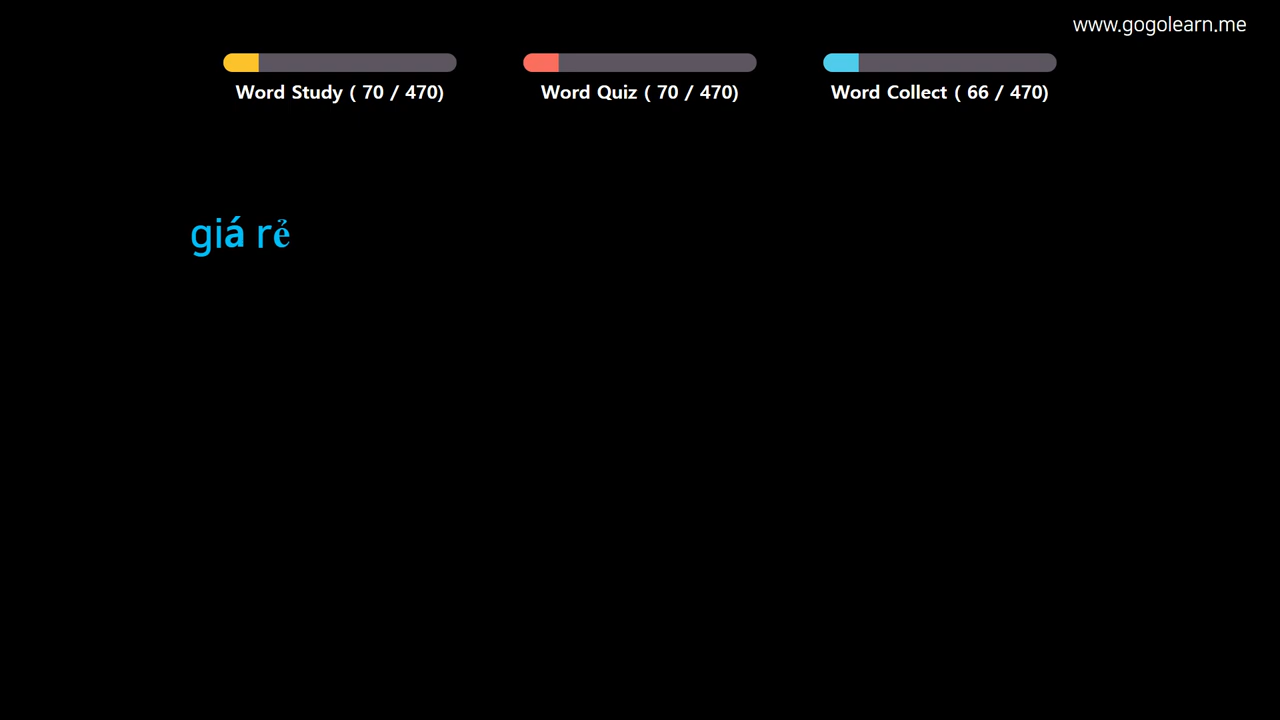 www.gogolearn.me
Word Study ( 70 / 470)
Word Quiz ( 70 / 470)
Word Collect ( 66 / 470)
giá rẻ